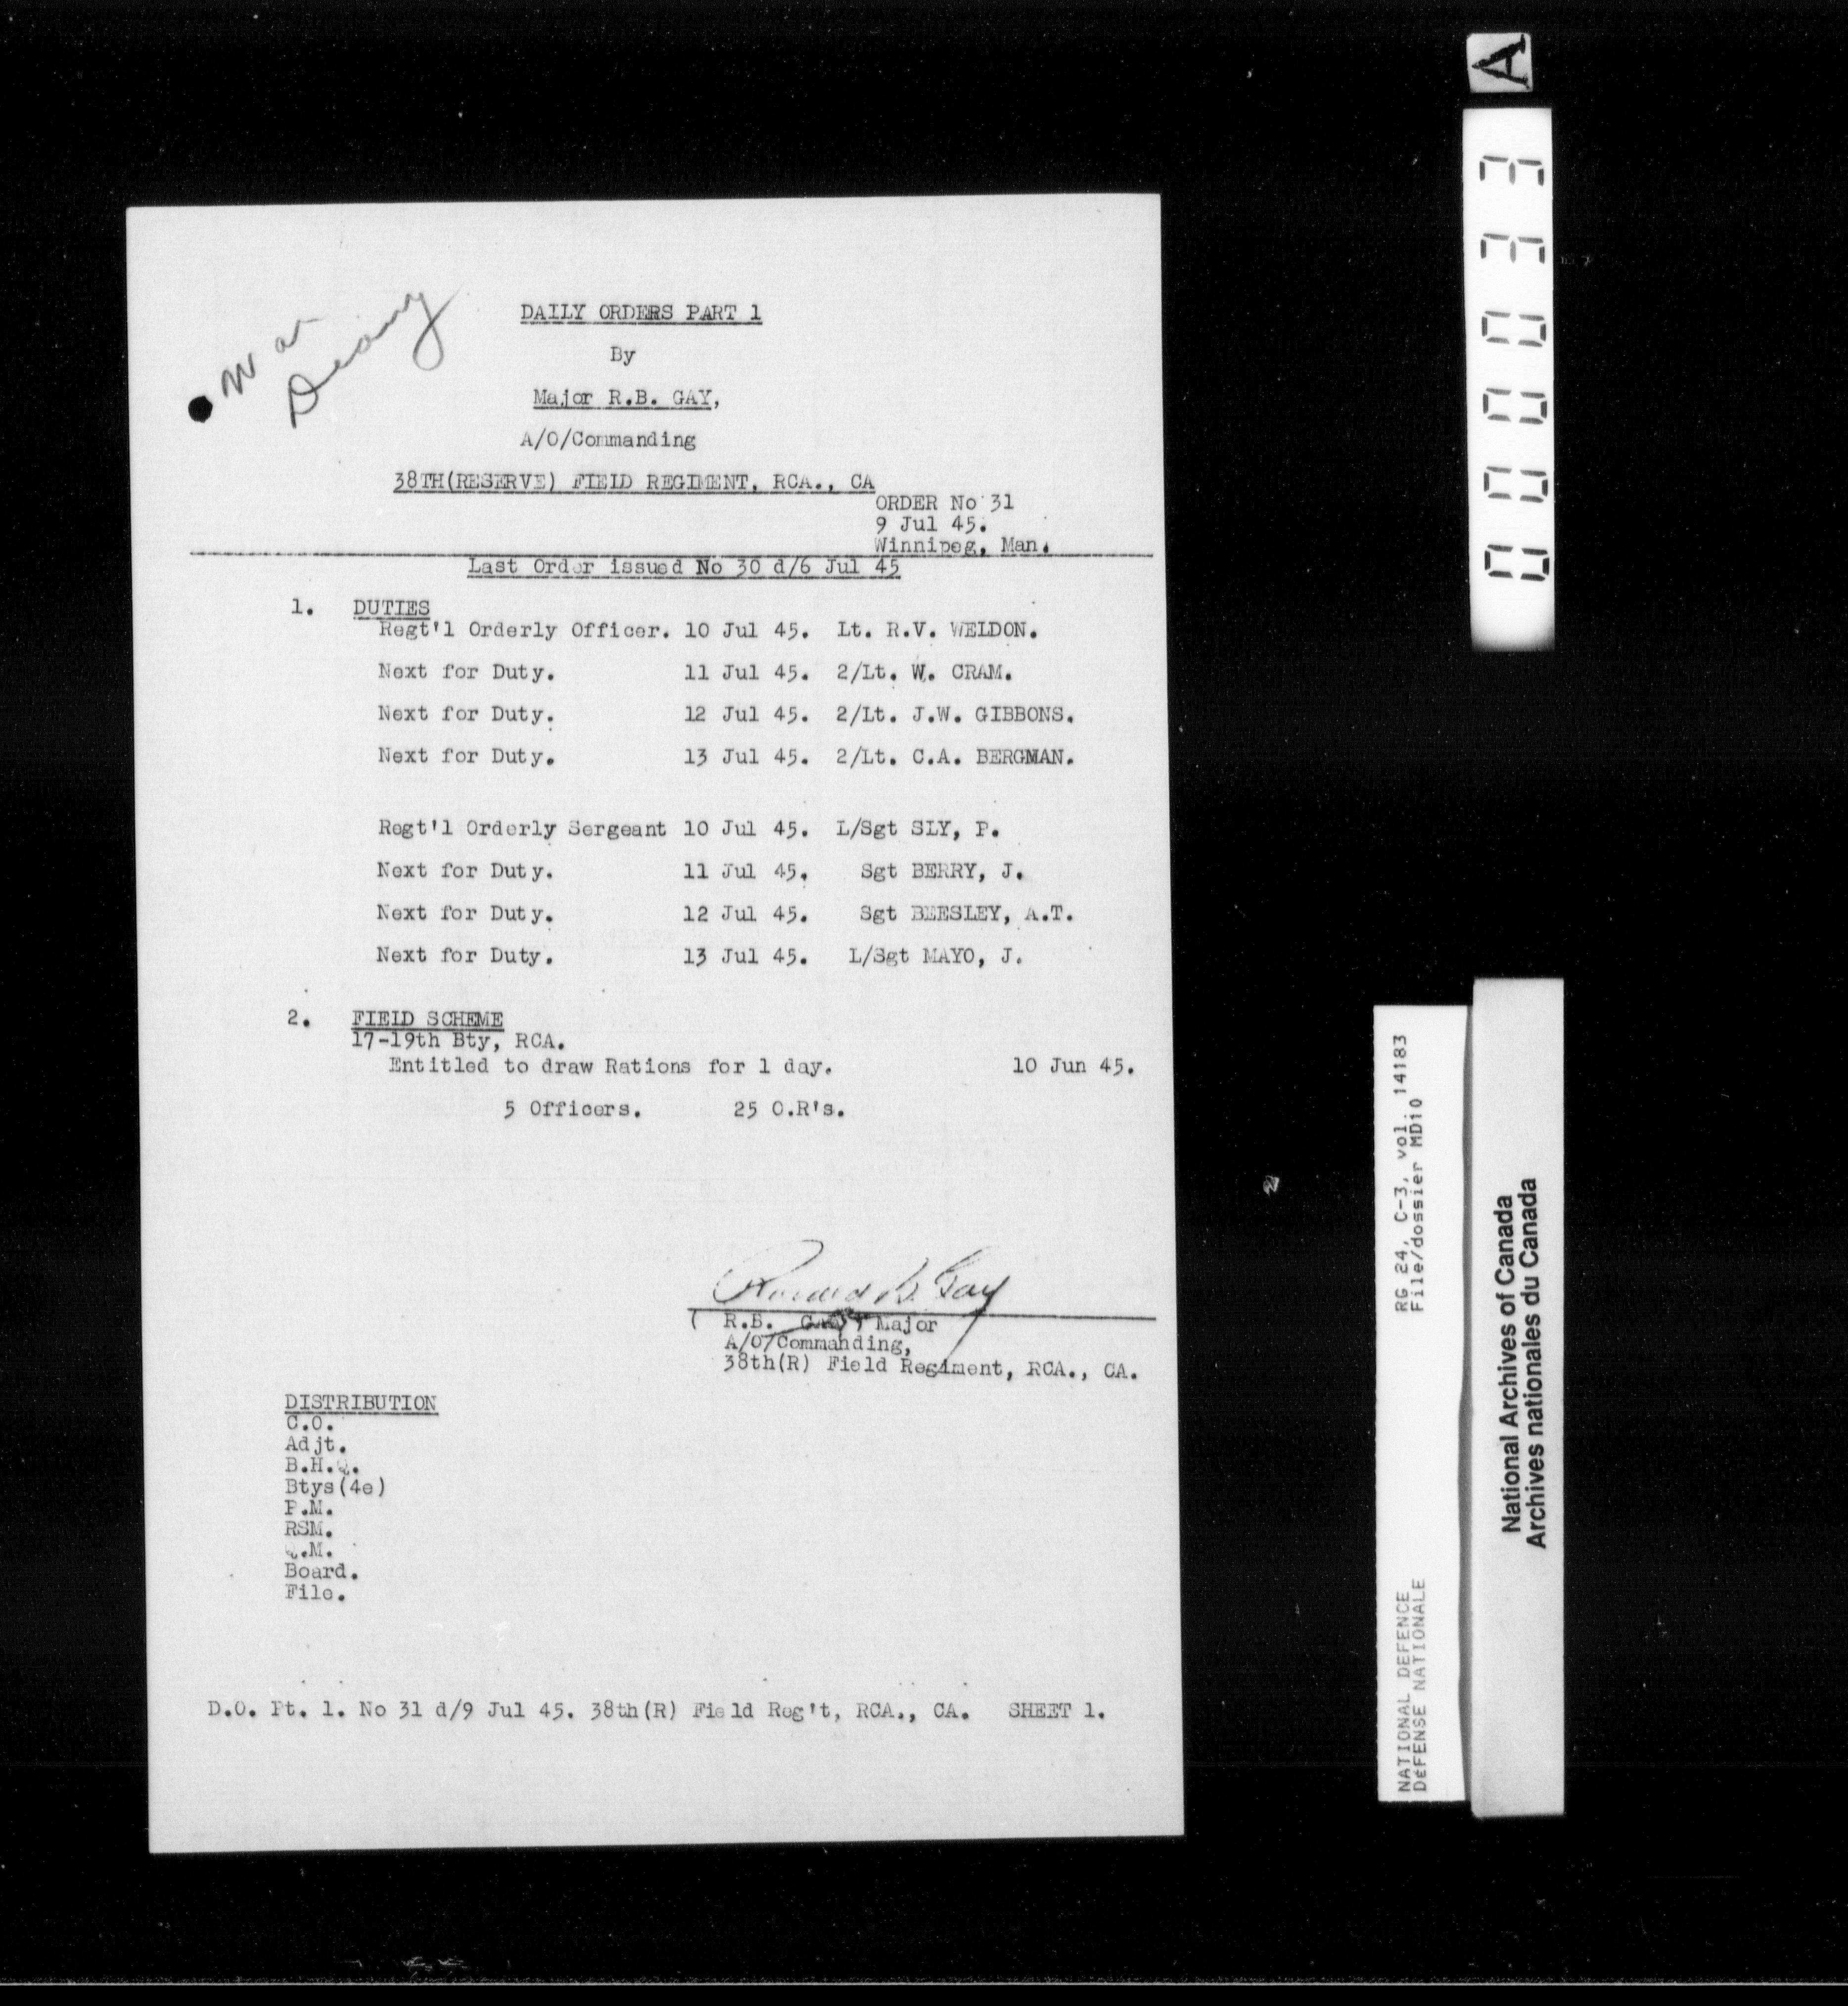 War
Deary
DAILY ORDERS PART 1
By
Major R.B. GAY,
A/O/Commanding
38TH(RESERVE) FIELD REGIMENT, RCA., CA
ORDER No 31
9 Jul 45.
Winnipeg, Man.
Last Order issued No 30 d/6 Jul 45
1. DUTIES
Regt'l Orderly Officer. 10 Jul 45. Lt. R.V. WELDON.
Next for Duty. 11 Jul 45. 2/Lt. W. CRAM.
Next for Duty. 12 Jul 45. 2/Lt. J.W. GIBBONS.
Next for Duty. 13 Jul 45. 2/Lt. C.A. BERGMAN.
Regt'l Orderly Sergeant 10 Jul 45. L/Sgt SLY, P.
Next for Duty. 11 Jul 45. Sgt BERRY, J.
Next for Duty. 12 Jul 45. Sgt BEESLEY, A.T.
Next for Duty. 13 Jul 45. L/Sgt MAYO, J.
2. FIELD SCHEME
17-19th Bty, RCA.
Entitled to draw Rations for 1 day. 10 Jun 45.
5 Officers. 25 O.R's.
Ronald B. Gay
( R.B. GAY) Major
A/O/Commanding,
38th(R) Field Regiment, RCA., CA.
DISTRIBUTION
C.O.
Adjt.
B.H.Q.
Btys(4e)
P.M.
RSM.
Q.M.
Board.
File.
D.O. Pt. 1. No 31 d/9 Jul 45. 38th(R) Field Reg't, RCA., CA. SHEET 1.
A
000033
RG 24, C-3, vol. 14183
File/dossier MD10
NATIONAL DEFENCE
DÉFENSE NATIONALE
National Archives of Canada
Archives nationales du Canada